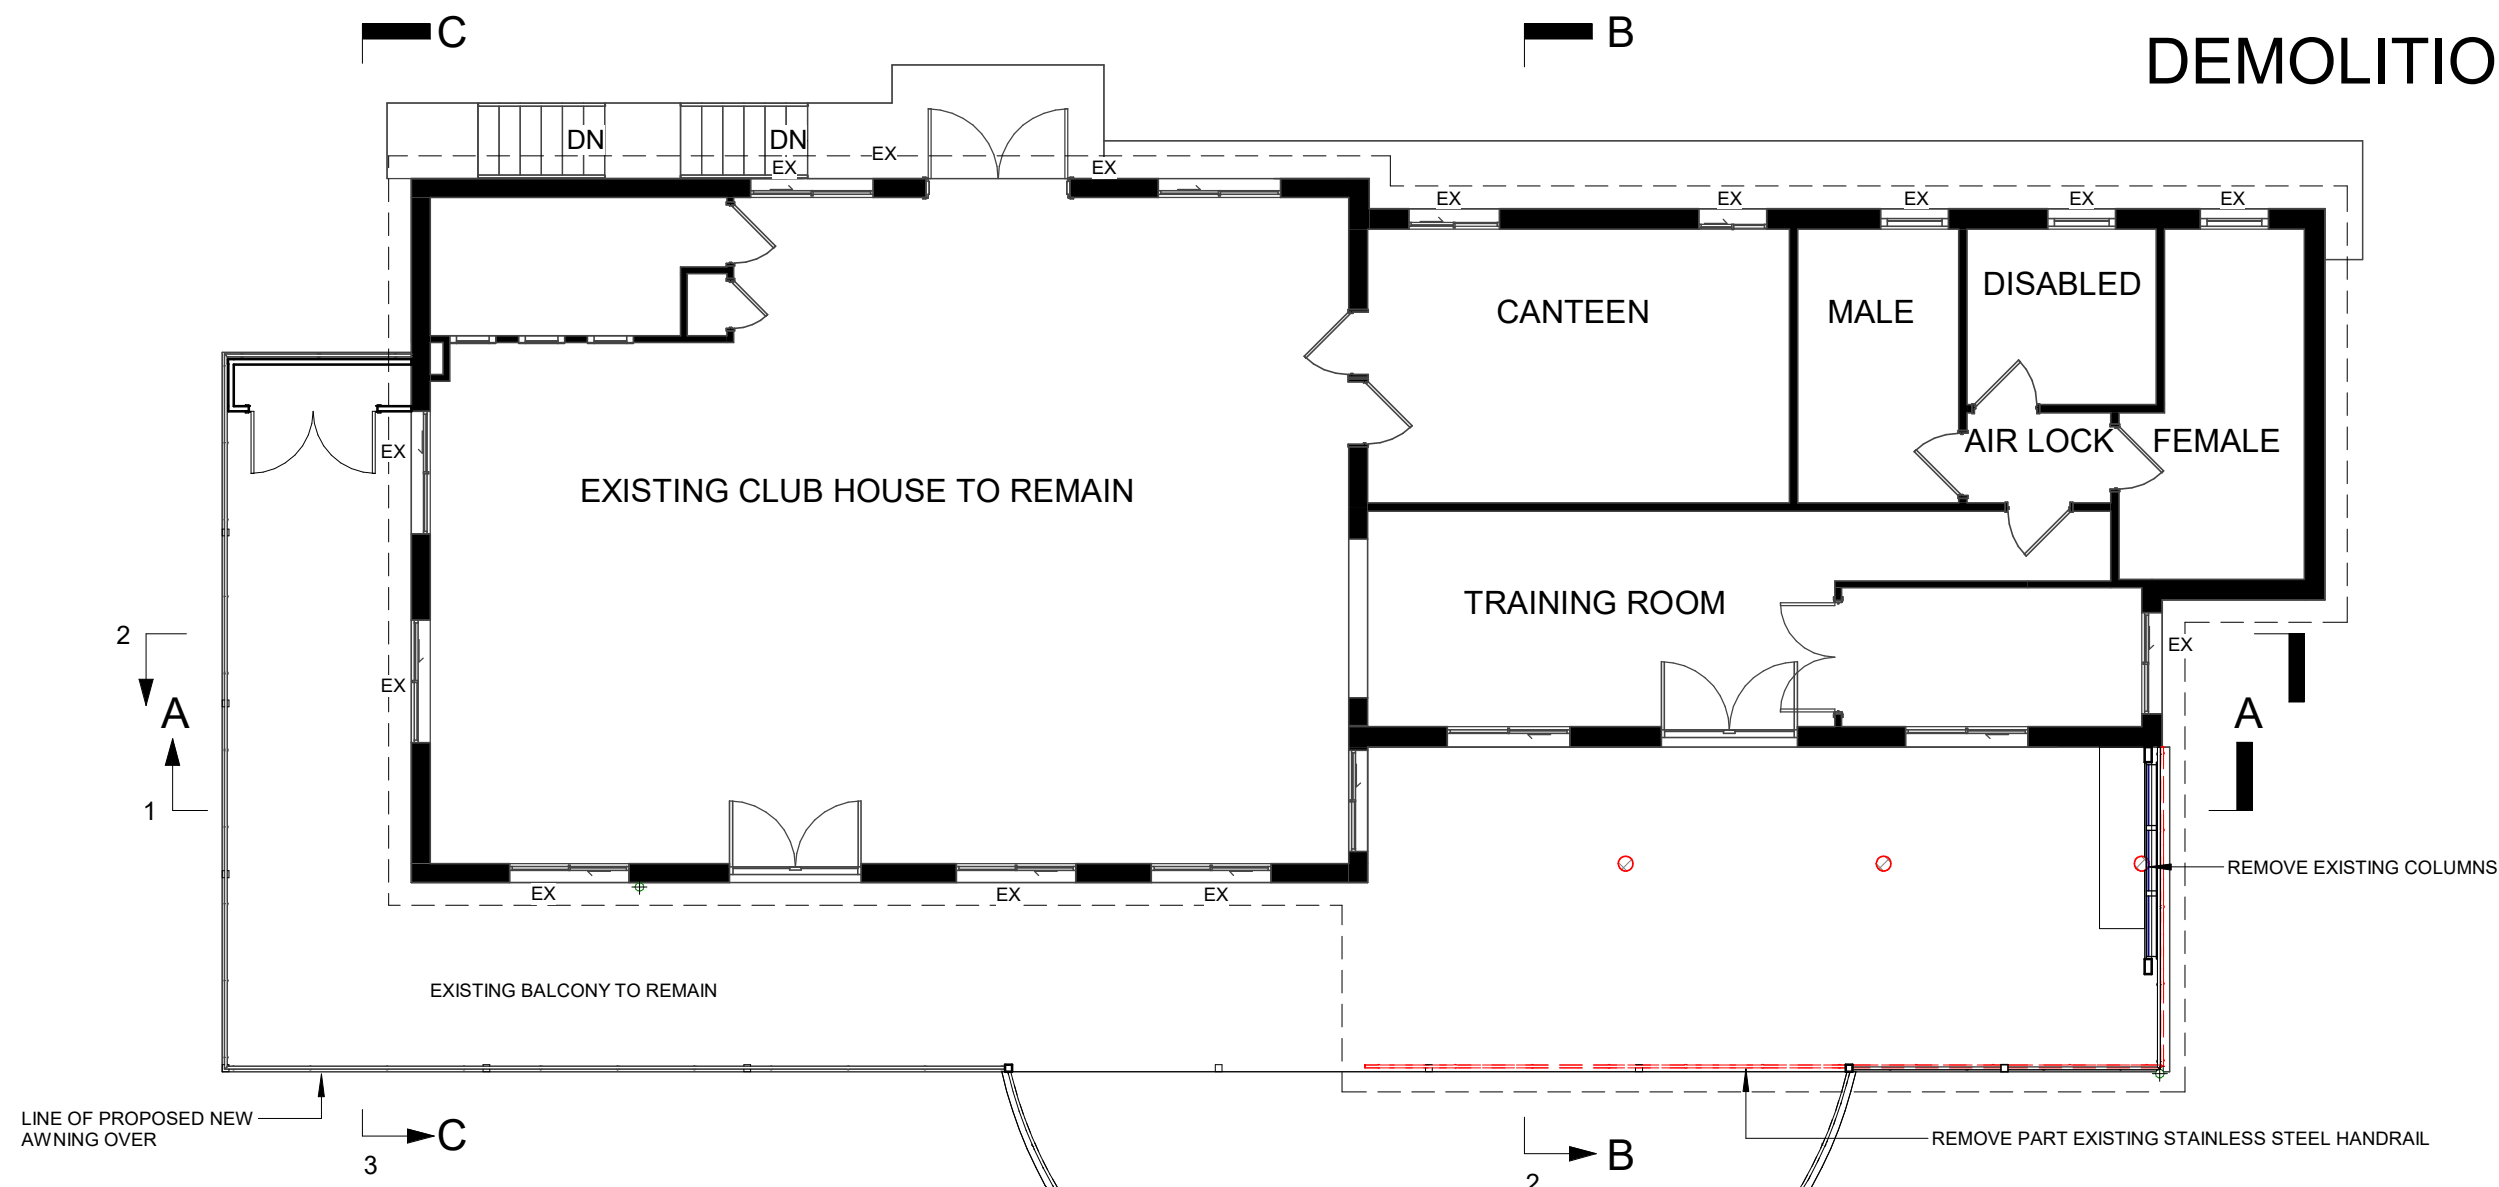 C
B
DEMOLITIO
DN
DN
EX
EX
EX
EX
EX
EX
EX
EX
CANTEEN
MALE
DISABLED
EX
AIR LOCK
FEMALE
EXISTING CLUB HOUSE TO REMAIN
TRAINING ROOM
2
EX
EX
A
A
1
REMOVE EXISTING COLUMNS
EX
EX
EX
EXISTING BALCONY TO REMAIN
LINE OF PROPOSED NEW
AWNING OVER
C
3
B
2
REMOVE PART EXISTING STAINLESS STEEL HANDRAIL